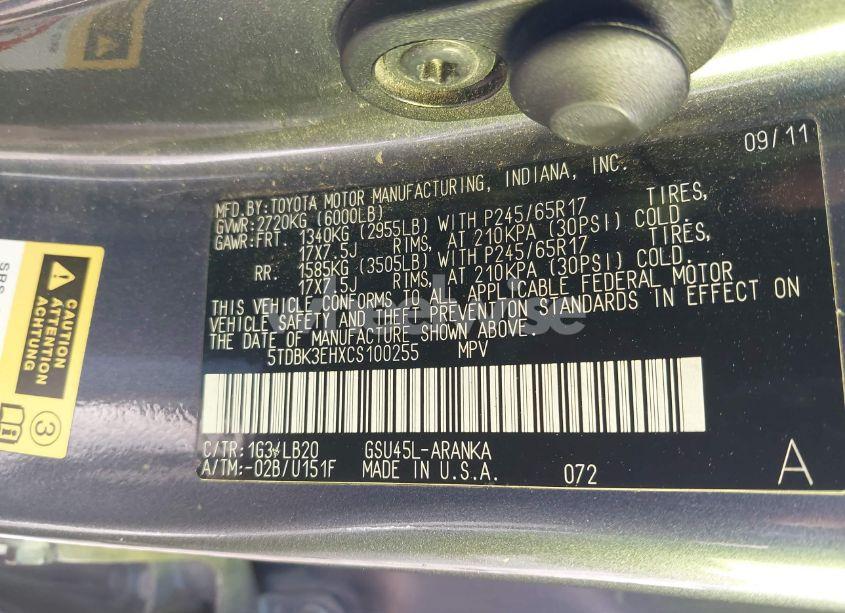 09/11
MFD.BY:TOYOTA MOTOR MANUFACTURING, INDIANA, INC.
GVWR:2720KG (6000LB)
GAWR:FRT. 1340KG (2955LB) WITH P245/65R17 TIRES,
17X7.5J RIMS, AT 210KPA (30PSI) COLD.
RR. 1585KG (3505LB) WITH P245/65R17 TIRES,
17X7.5J RIMS, AT 210KPA (30PSI) COLD.
THIS VEHICLE CONFORMS TO ALL APPLICABLE FEDERAL MOTOR
VEHICLE SAFETY AND THEFT PREVENTION STANDARDS IN EFFECT ON
THE DATE OF MANUFACTURE SHOWN ABOVE.
5TDBK3EHXCS100255 MPV
C/TR:1G3/LB20 GSU45L-ARANKA
A/TM:-02B/U151F MADE IN U.S.A. 072 A
CAUTION
ATTENTION
ACHTUNG
3
wheelwise